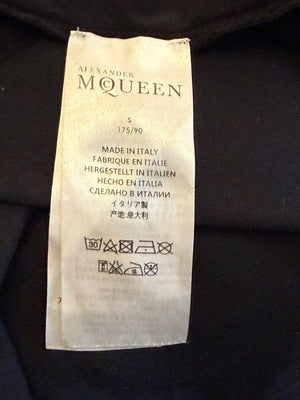 ALEXANDER
McQUEEN
S
175/90
MADE IN ITALY
FABRIQUE EN ITALIE
HERGESTELLT IN ITALIEN
HECHO EN ITALIA
СДЕЛАНО В ИТАЛИИ
イタリア製
产地:意大利
30